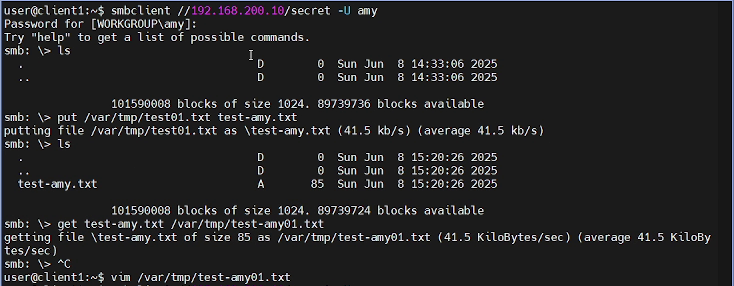 user@client1:~$ smbclient //192.168.200.10/secret -U amy
Password for [WORKGROUP\amy]:
Try "help" to get a list of possible commands.
smb: \> ls
  .                                   D        0  Sun Jun  8 14:33:06 2025
  ..                                  D        0  Sun Jun  8 14:33:06 2025

                101590008 blocks of size 1024. 89739736 blocks available
smb: \> put /var/tmp/test01.txt test-amy.txt
putting file /var/tmp/test01.txt as \test-amy.txt (41.5 kb/s) (average 41.5 kb/s)
smb: \> ls
  .                                   D        0  Sun Jun  8 15:20:26 2025
  ..                                  D        0  Sun Jun  8 15:20:26 2025
  test-amy.txt                        A       85  Sun Jun  8 15:20:26 2025

                101590008 blocks of size 1024. 89739724 blocks available
smb: \> get test-amy.txt /var/tmp/test-amy01.txt
getting file \test-amy.txt of size 85 as /var/tmp/test-amy01.txt (41.5 KiloBytes/sec) (average 41.5 KiloBy
tes/sec)
smb: \> ^C
user@client1:~$ vim /var/tmp/test-amy01.txt